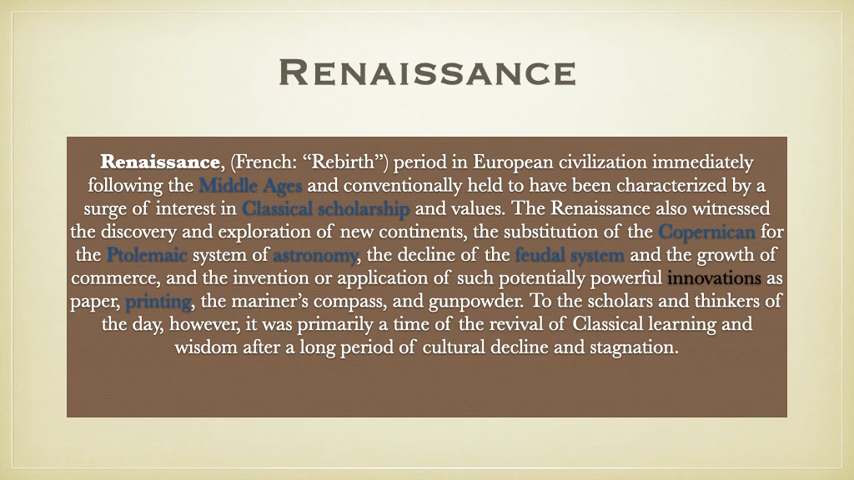 RENAISSANCE
Renaissance, (French: “Rebirth”) period in European civilization immediately
following the Middle Ages and conventionally held to have been characterized by a
surge of interest in Classical scholarship and values. The Renaissance also witnessed
the discovery and exploration of new continents, the substitution of the Copernican for
the Ptolemaic system of astronomy, the decline of the feudal system and the growth of
commerce, and the invention or application of such potentially powerful innovations as
paper, printing, the mariner’s compass, and gunpowder. To the scholars and thinkers of
the day, however, it was primarily a time of the revival of Classical learning and
wisdom after a long period of cultural decline and stagnation.